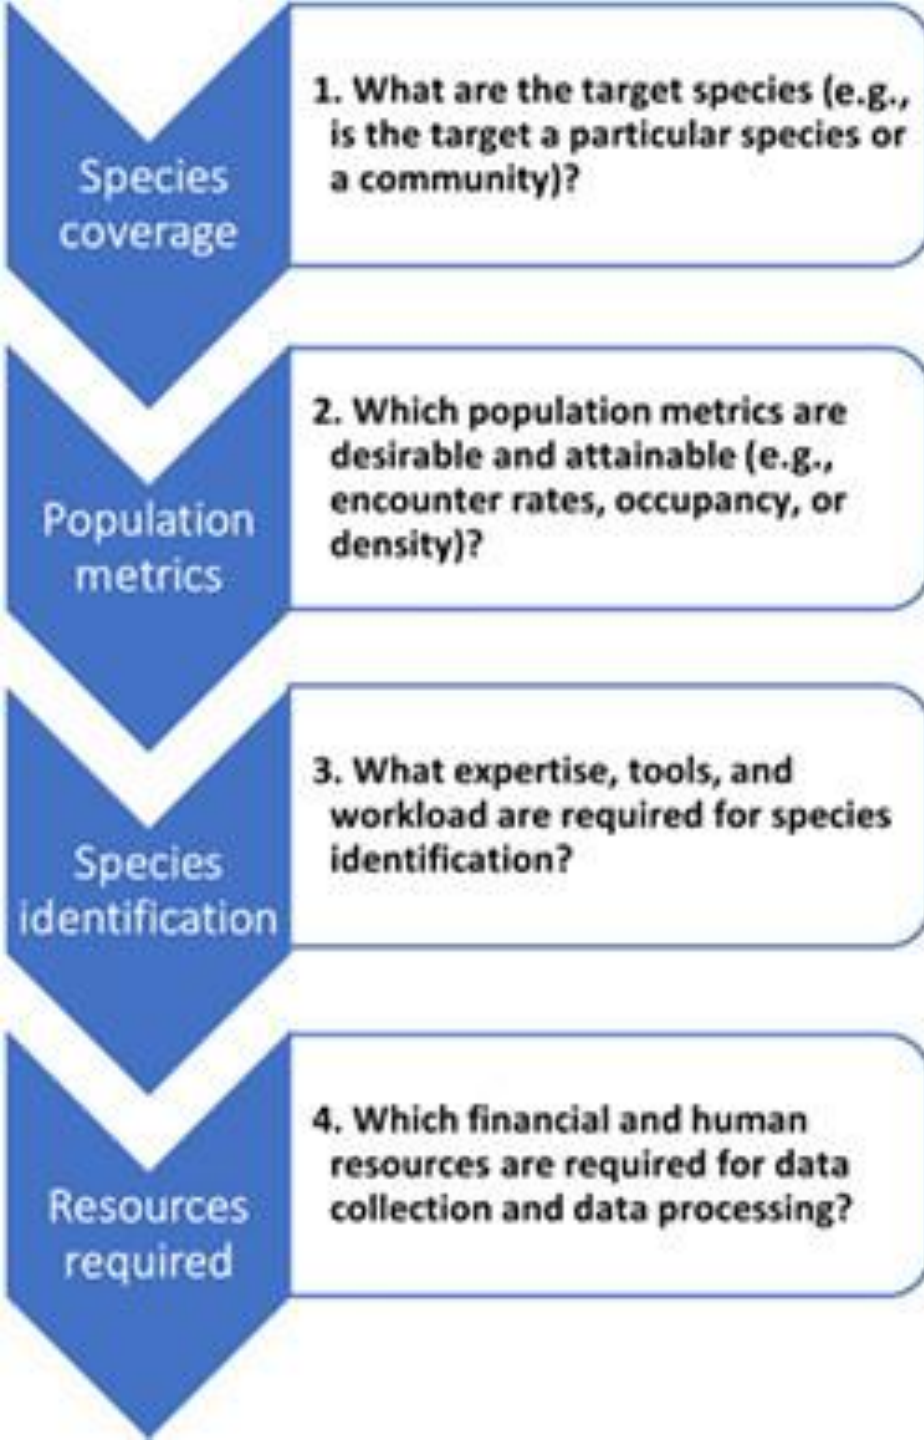 Species
coverage
1. What are the target species (e.g.,
is the target a particular species or
a community)?
Population
metrics
2. Which population metrics are
desirable and attainable (e.g.,
encounter rates, occupancy, or
density)?
Species
identification
3. What expertise, tools, and
workload are required for species
identification?
Resources
required
4. Which financial and human
resources are required for data
collection and data processing?